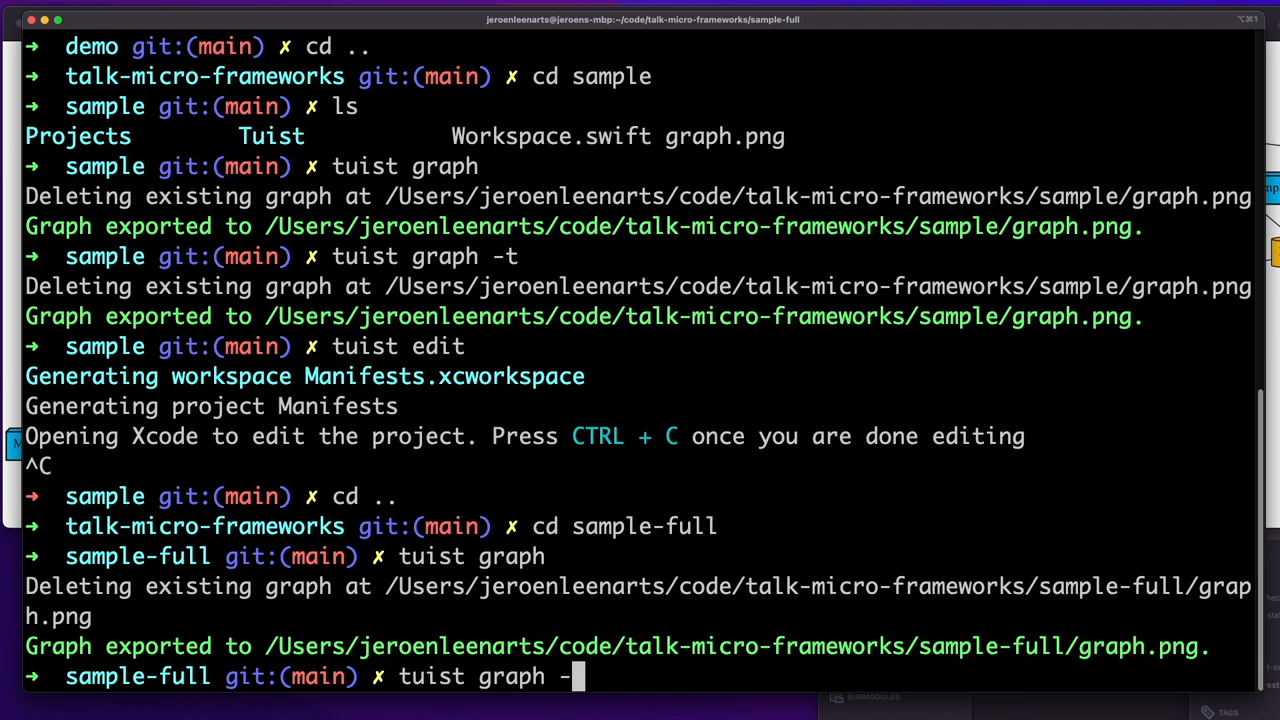 jeroenleenarts@jeroens-mbp:~/code/talk-micro-frameworks/sample-full
⌥⌘1
➜  demo git:(main) ✗ cd ..
➜  talk-micro-frameworks git:(main) ✗ cd sample
➜  sample git:(main) ✗ ls
Projects        Tuist           Workspace.swift graph.png
➜  sample git:(main) ✗ tuist graph
Deleting existing graph at /Users/jeroenleenarts/code/talk-micro-frameworks/sample/graph.png
Graph exported to /Users/jeroenleenarts/code/talk-micro-frameworks/sample/graph.png.
➜  sample git:(main) ✗ tuist graph -t
Deleting existing graph at /Users/jeroenleenarts/code/talk-micro-frameworks/sample/graph.png
Graph exported to /Users/jeroenleenarts/code/talk-micro-frameworks/sample/graph.png.
➜  sample git:(main) ✗ tuist edit
Generating workspace Manifests.xcworkspace
Generating project Manifests
Opening Xcode to edit the project. Press CTRL + C once you are done editing
^C
➜  sample git:(main) ✗ cd ..
➜  talk-micro-frameworks git:(main) ✗ cd sample-full
➜  sample-full git:(main) ✗ tuist graph
Deleting existing graph at /Users/jeroenleenarts/code/talk-micro-frameworks/sample-full/grap
h.png
Graph exported to /Users/jeroenleenarts/code/talk-micro-frameworks/sample-full/graph.png.
➜  sample-full git:(main) ✗ tuist graph -
SUBMODULES
TAGS